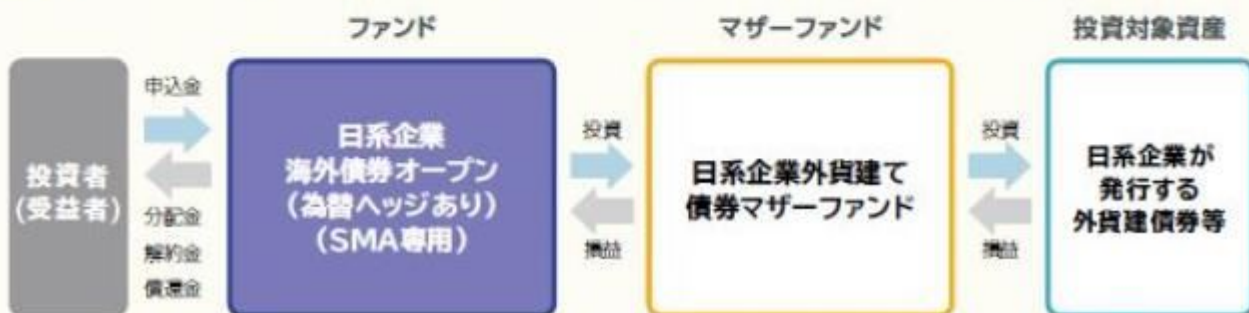 ファンド
マザーファンド
投資対象資産
投資者
(受益者)
申込金
分配金
解約金
償還金
日系企業
海外債券オープン
(為替ヘッジあり)
(SMA専用)
投資
損益
日系企業外貨建て
債券マザーファンド
投資
損益
日系企業が
発行する
外貨建債券等